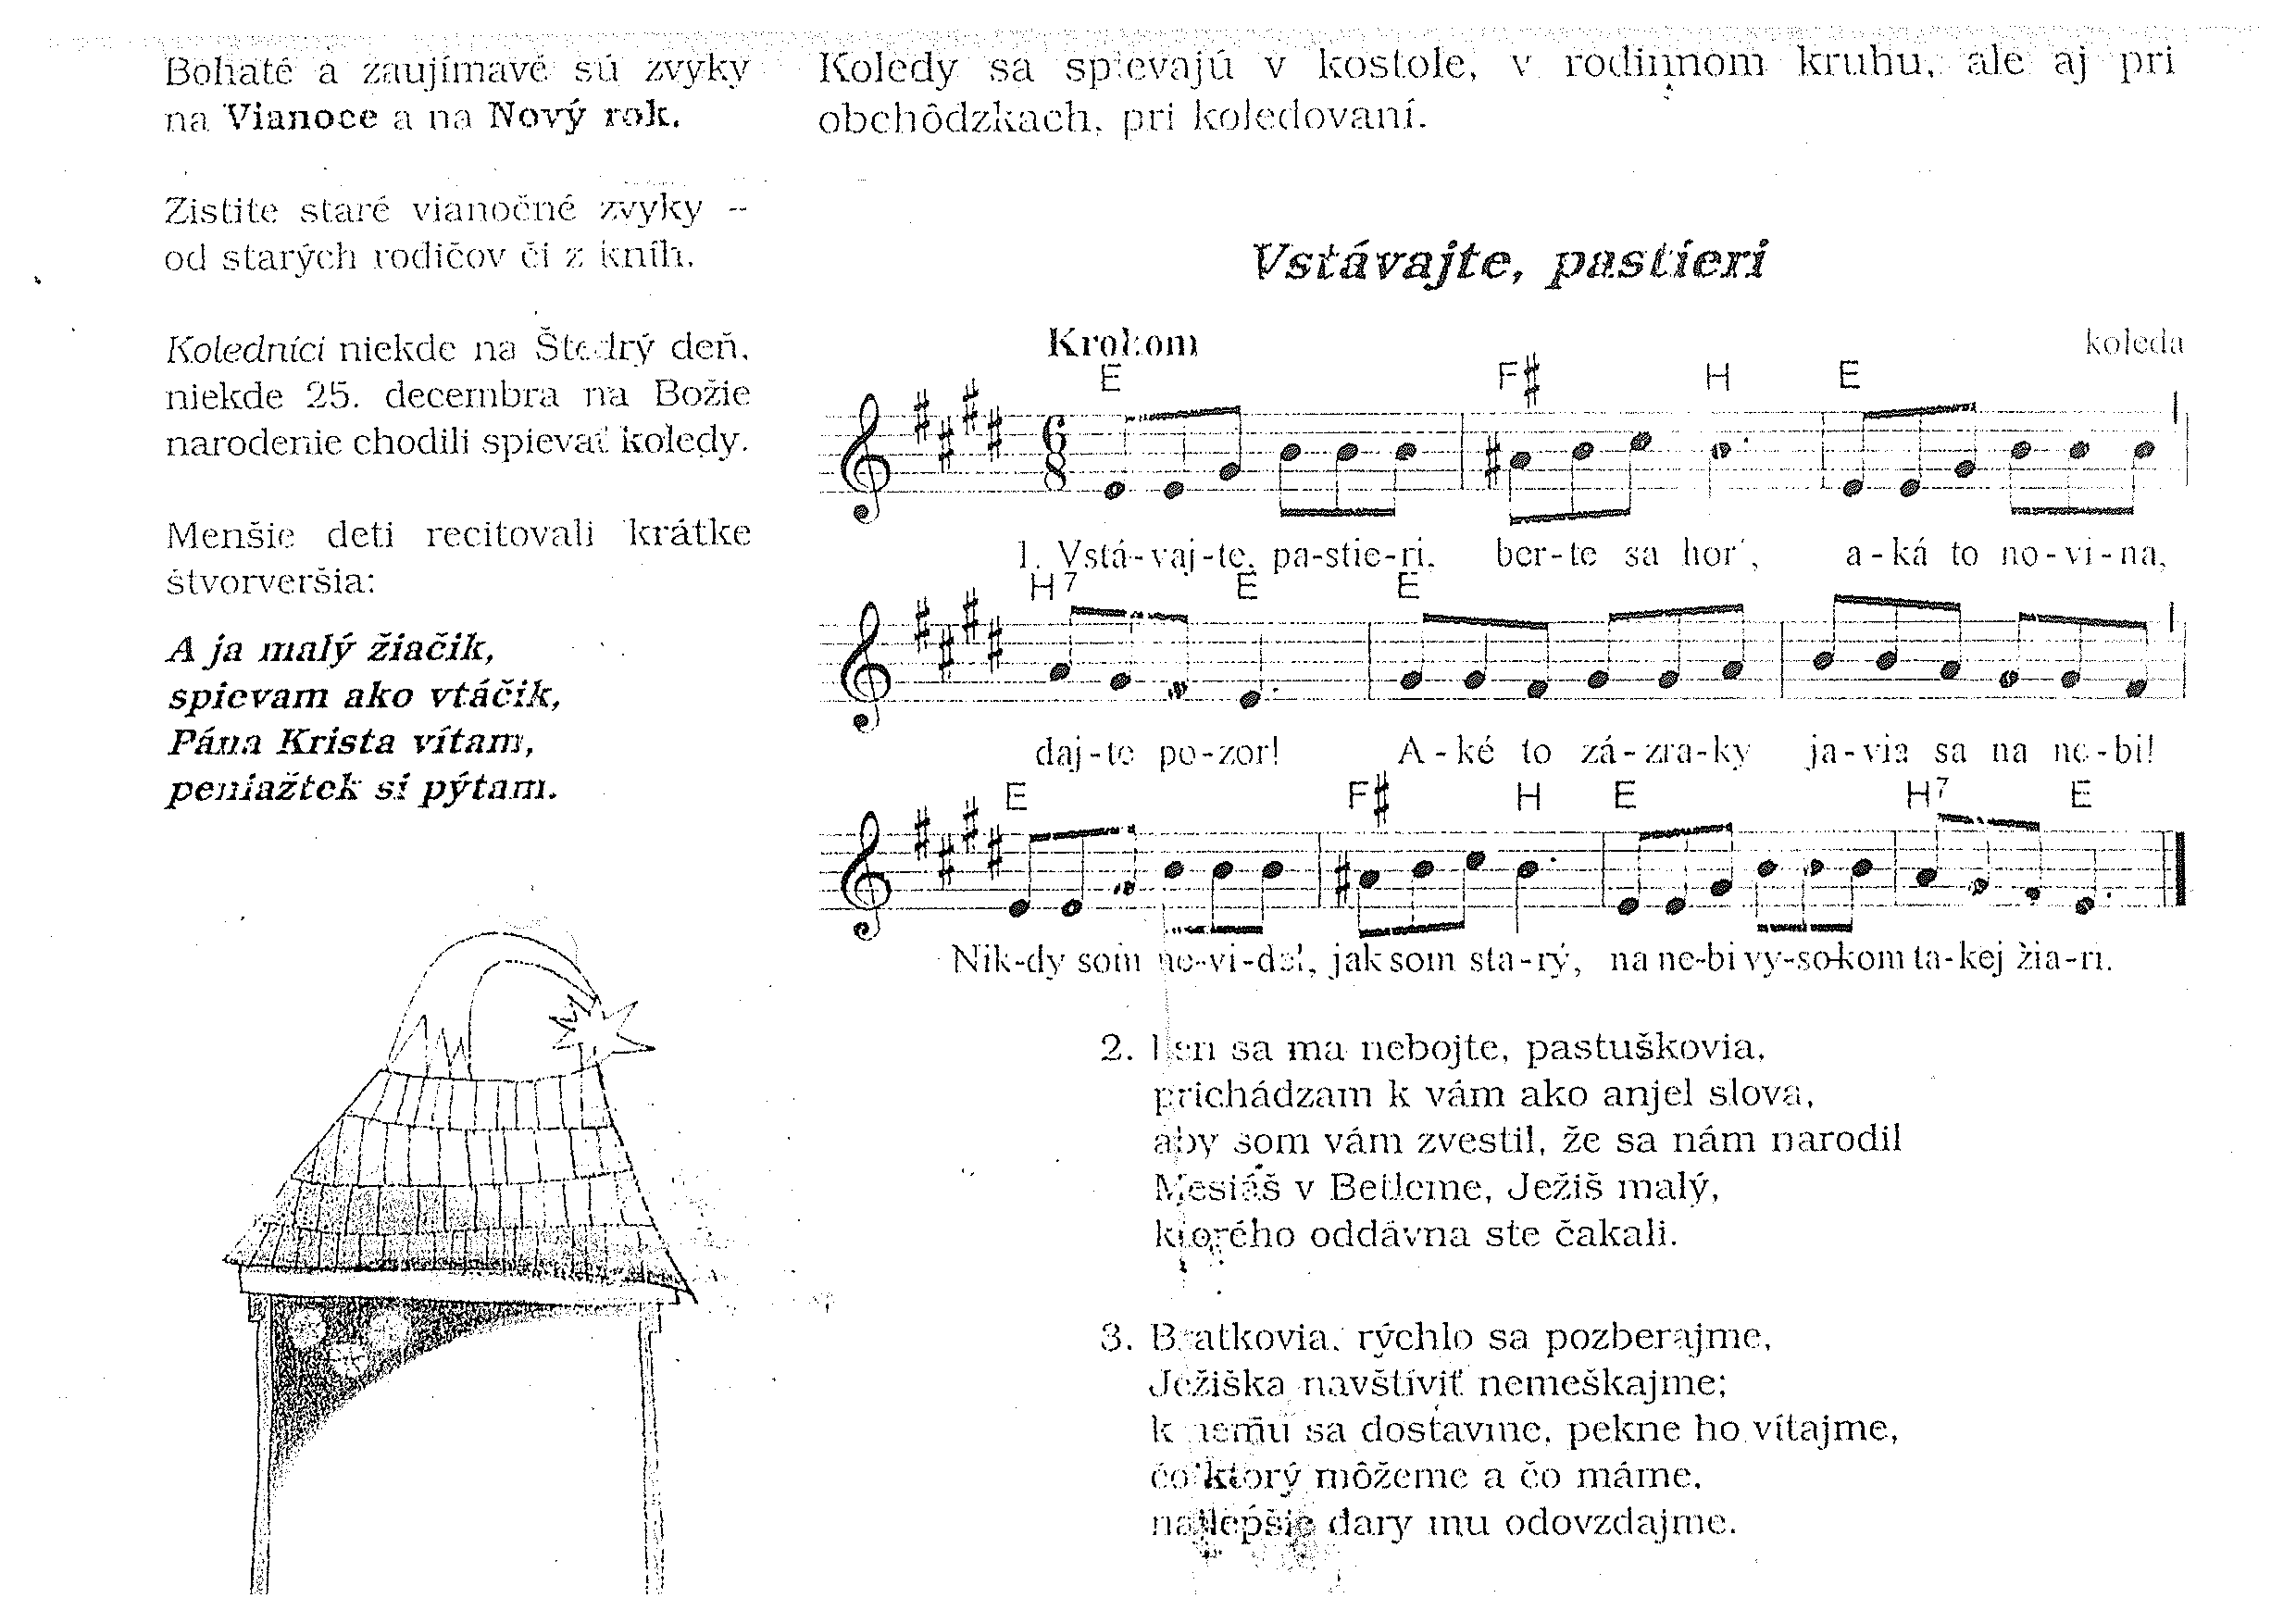 Bohaté a zaujímavé sú zvyky
na Vianoce a na Nový rok.
Zistite staré vianočné zvyky –
od starých rodičov či z kníh.
Koledníci niekde na Štedrý deň,
niekde 25. decembra na Božie
narodenie chodili spievať koledy.
Menšie deti recitovali krátke
štvorveršia:
A ja malý žiačik,
spievam ako vtáčik,
Pána Krista vítam,
peniažtek si pýtam.
Koledy sa spievajú v kostole, v rodinnom kruhu, ale aj pri
obchôdzkach, pri koledovaní.
Vstávajte, pastieri
Krokom
koleda
E F# H E
6
8
1. Vstá-vaj-te, pa-stie-ri, ber-te sa hor', a-ká to no-vi-na,
H7 E E
daj-te po-zor! A-ké to zá-zra-ky ja-via sa na ne-bi!
E F# H E H7 E
Nik-dy som ne-vi-del, jak som sta-rý, na ne-bi vy-so-kom ta-kej žia-ri.
2. Len sa ma nebojte, pastuškovia,
prichádzam k vám ako anjel slova,
aby som vám zvestil, že sa nám narodil
Mesiáš v Betleme, Ježiš malý,
ktorého oddávna ste čakali.
3. Bratkovia, rýchlo sa pozberajme,
Ježiška navštíviť nemeškajme;
k nemu sa dostavme, pekne ho vítajme,
čo ktorý môžeme a čo máme,
najlepšie dary mu odovzdajme.